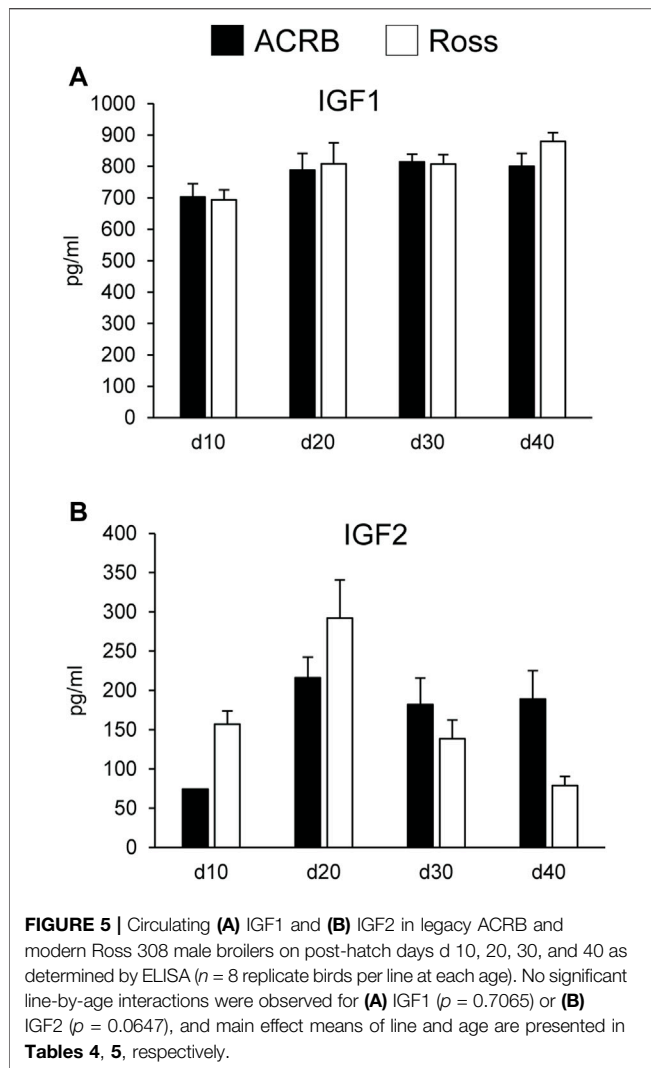 ACRB Ross
A
IGF1
1000
900
800
700
600
500
400
300
200
100
0
pg/ml
d10 d20 d30 d40
B
IGF2
400
350
300
250
200
150
100
50
0
pg/ml
d10 d20 d30 d40
FIGURE 5 | Circulating (A) IGF1 and (B) IGF2 in legacy ACRB and
modern Ross 308 male broilers on post-hatch days d 10, 20, 30, and 40 as
determined by ELISA (n = 8 replicate birds per line at each age). No significant
line-by-age interactions were observed for (A) IGF1 (p = 0.7065) or (B)
IGF2 (p = 0.0647), and main effect means of line and age are presented in
Tables 4, 5, respectively.